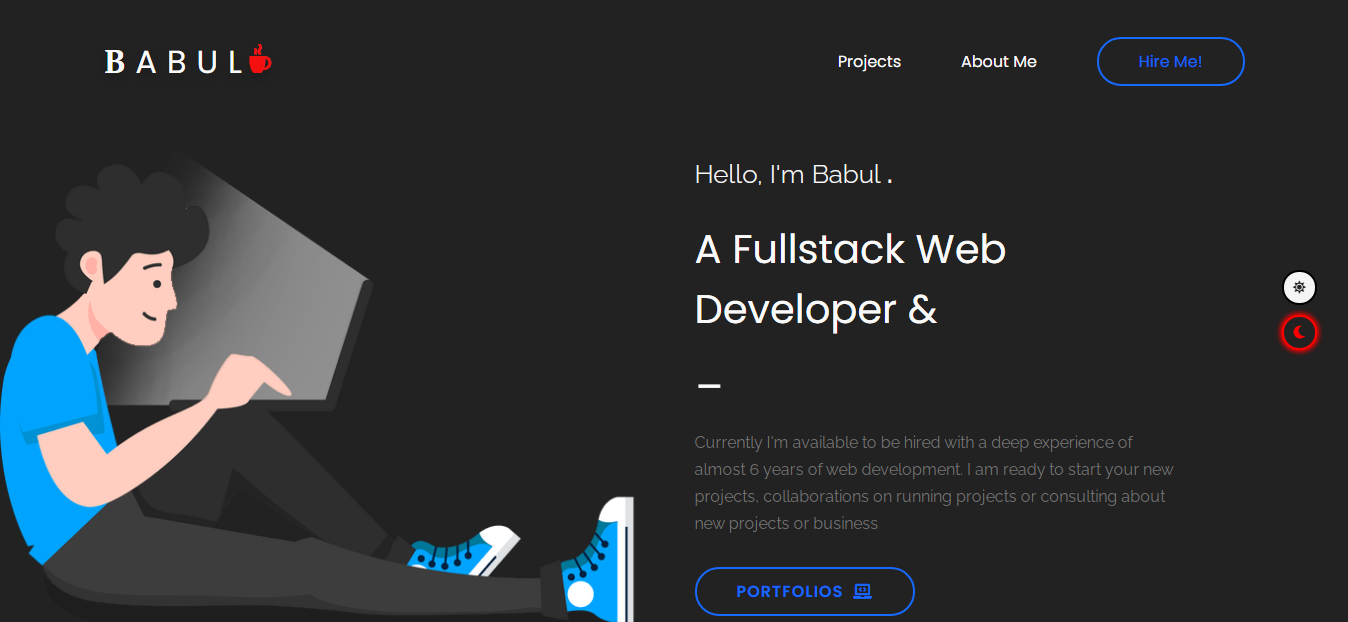 BABUL
Projects
About Me
Hire Me!
Hello, I'm Babul .
A Fullstack Web
Developer &
_
Currently I'm available to be hired with a deep experience of
almost 6 years of web development. I am ready to start your new
projects, collaborations on running projects or consulting about
new projects or business
PORTFOLIOS